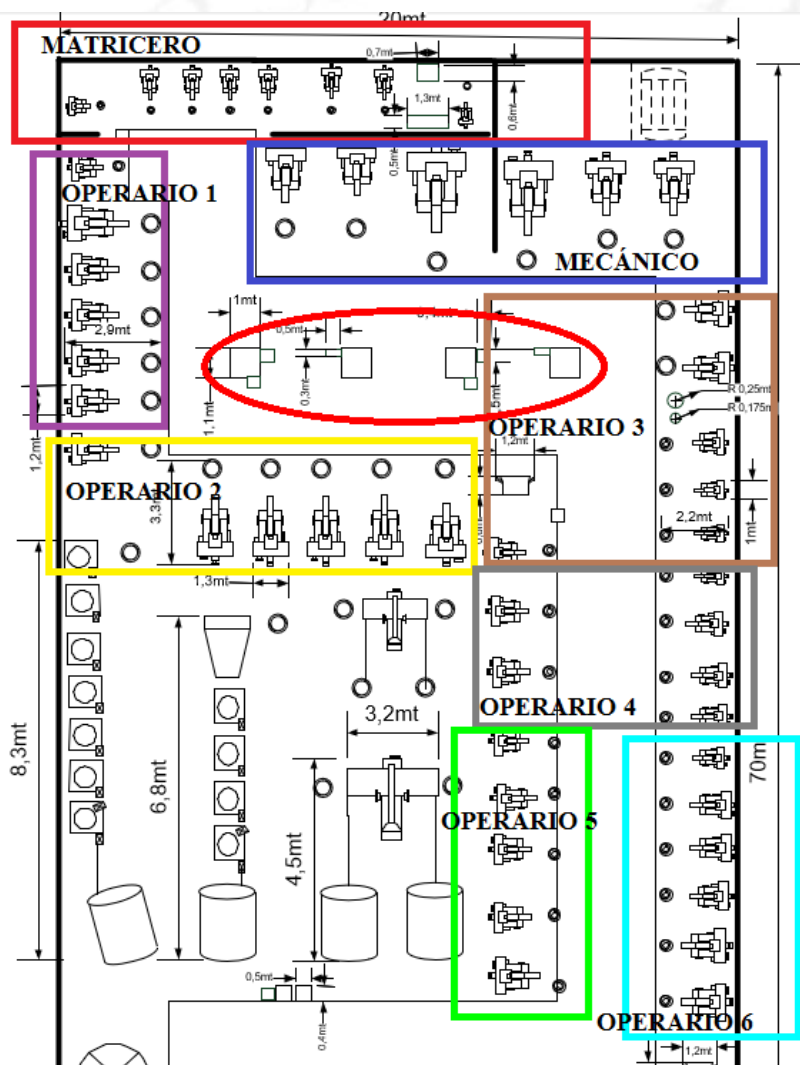 20mt
MATRICERO
0,7mt
1,3mt
0,6mt
0,5mt
OPERARIO 1
MECÁNICO
2,9mt
1mt
0,5mt
0,3mt
1,1mt
R 0,25mt
R 0,175m
OPERARIO 3
1,2mt
1,2mt
OPERARIO 2
3,3mt
2,2mt
1mt
1,3mt
OPERARIO 4
3,2mt
8,3mt
6,8mt
70m
4,5mt
OPERARIO 5
0,5mt
0,4mt
OPERARIO 6
1,2mt